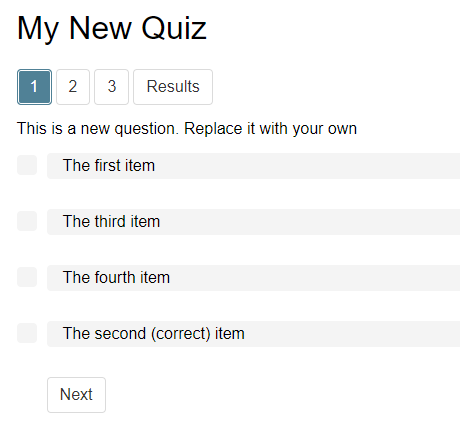 My New Quiz
1 2 3 Results
This is a new question. Replace it with your own
The first item
The third item
The fourth item
The second (correct) item
Next